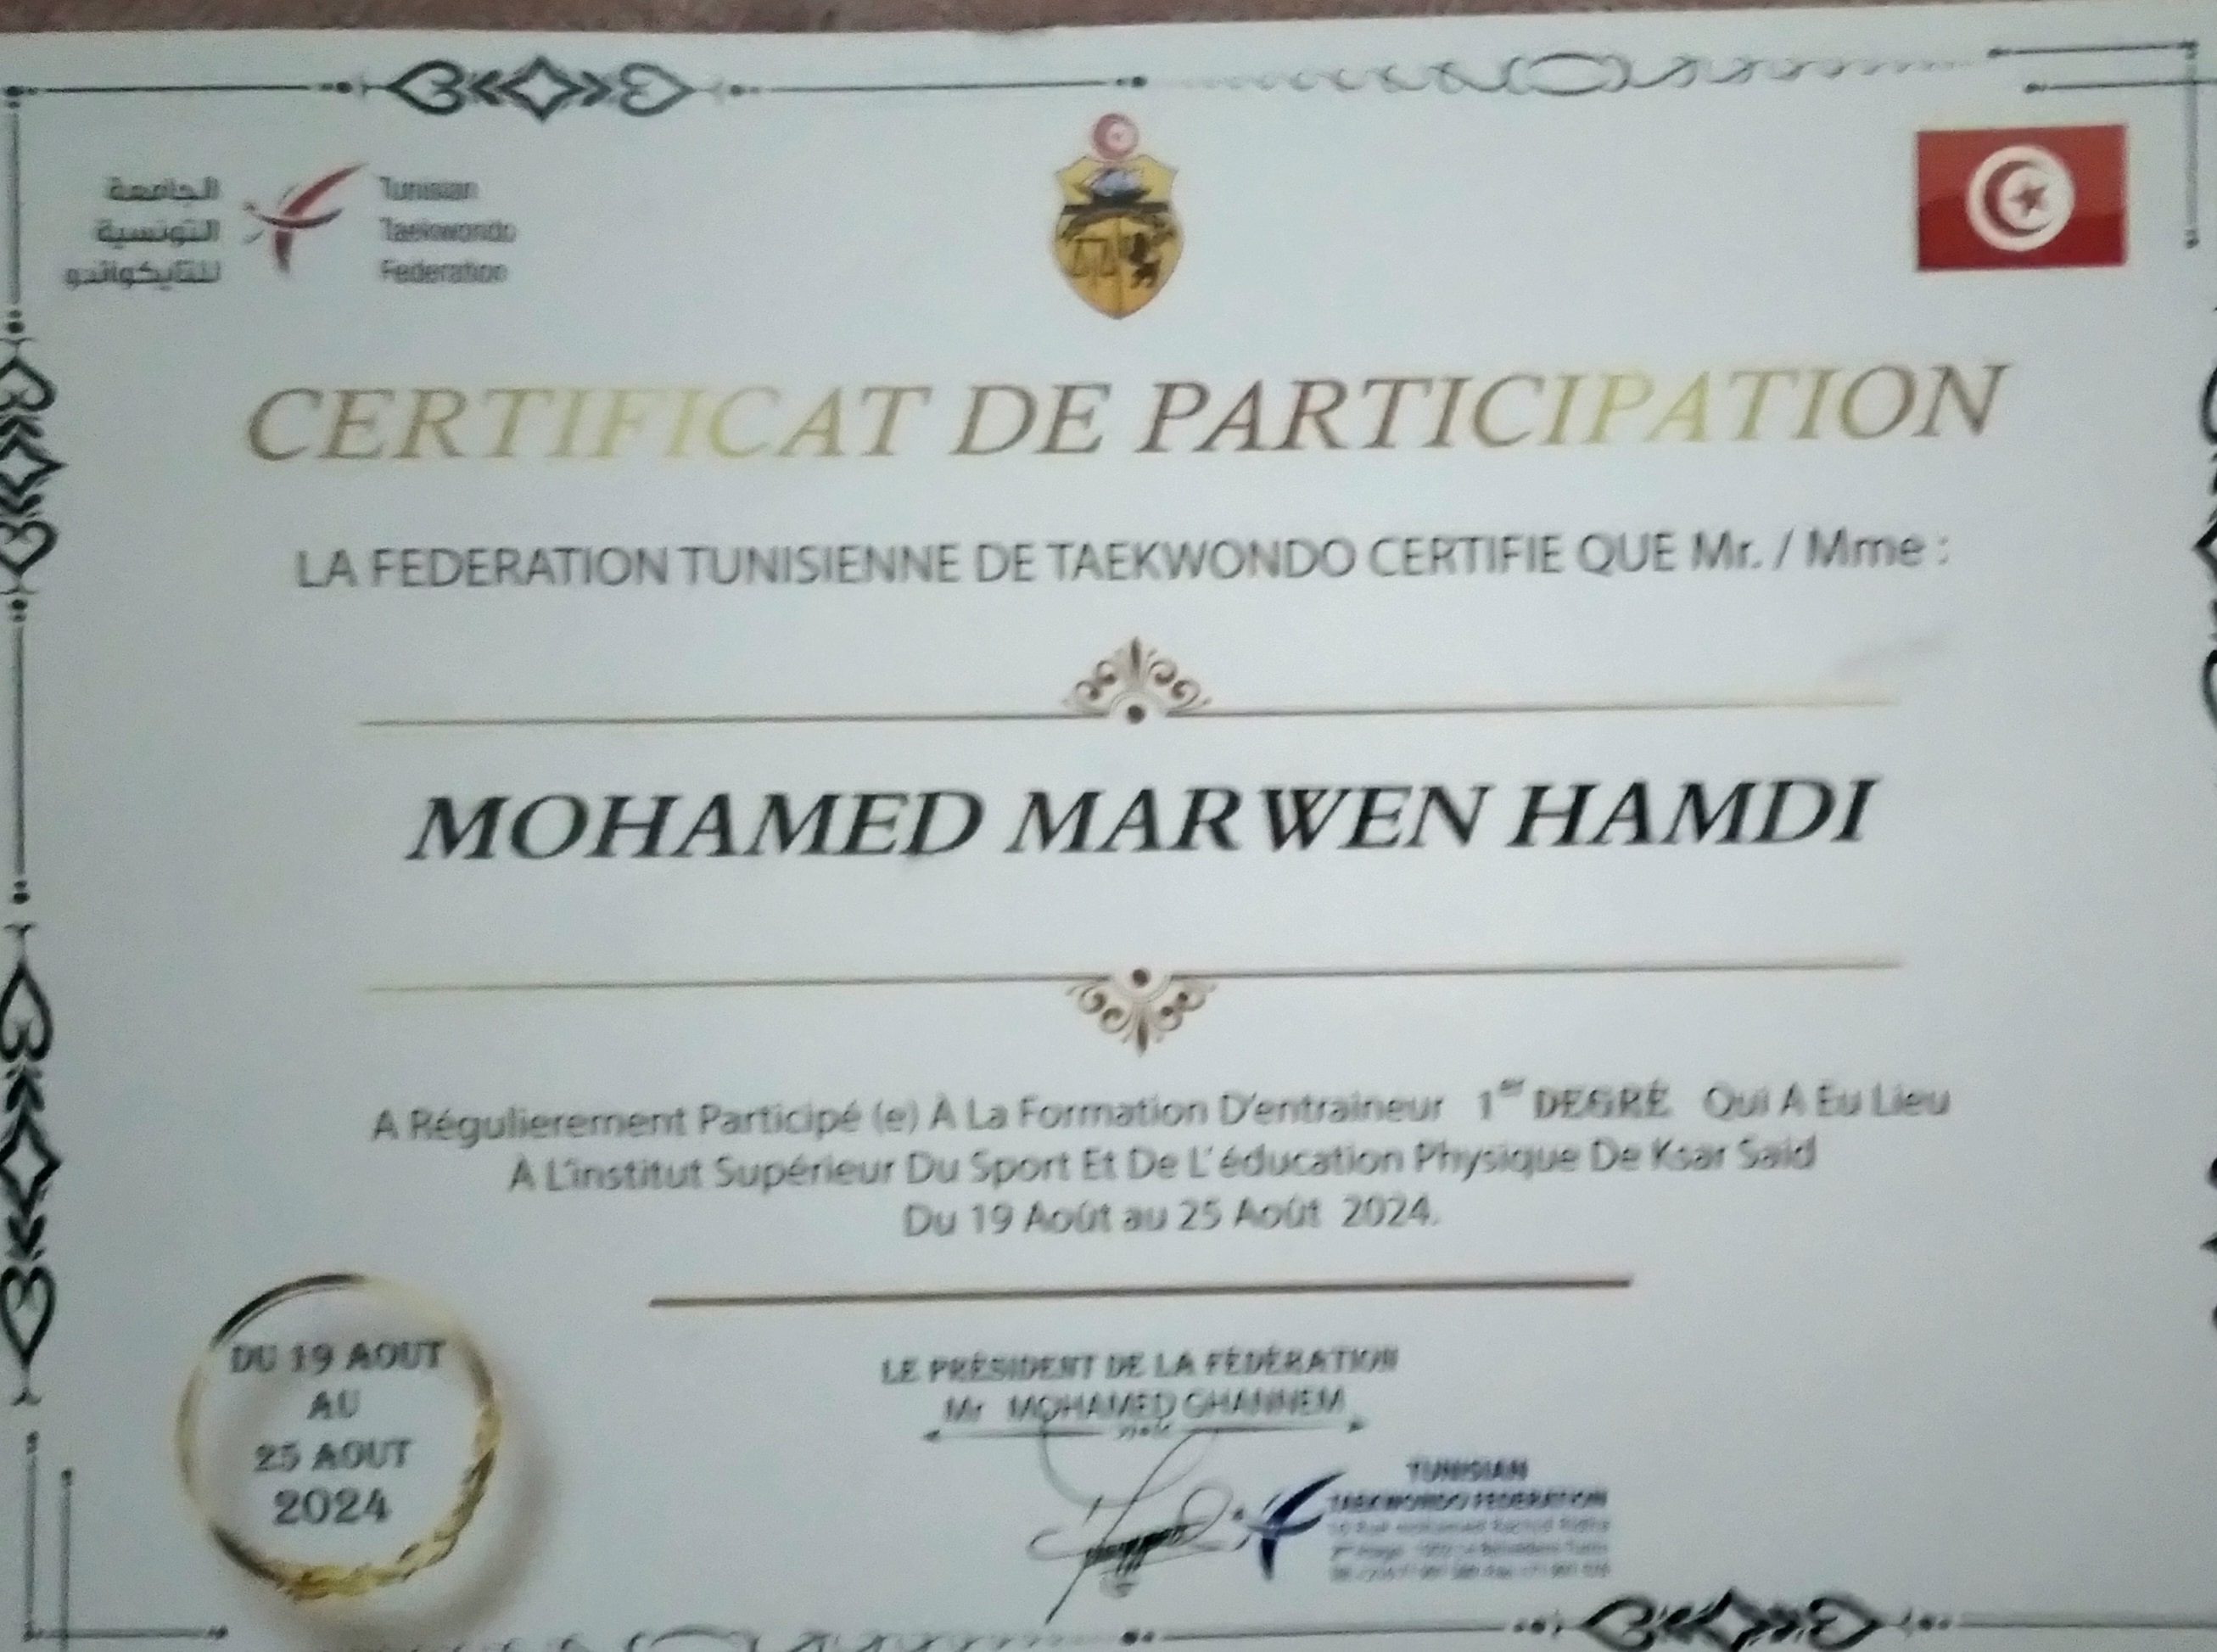 الجامعة
التونسية
للتايكواندو
Tunisian
Taekwondo
Federation
CERTIFICAT DE PARTICIPATION
LA FEDERATION TUNISIENNE DE TAEKWONDO CERTIFIE QUE Mr. / Mme :
MOHAMED MARWEN HAMDI
A Régulierement Participé (e) À La Formation D'entraineur 1er DEGRÉ Qui A Eu Lieu
À L'institut Supérieur Du Sport Et De L'éducation Physique De Ksar Said
Du 19 Août au 25 Août 2024.
DU 19 AOUT
AU
25 AOUT
2024
LE PRÉSIDENT DE LA FÉDÉRATION
Mr MOHAMED GHANNEM
TUNISIAN
TAEKWONDO FEDERATION